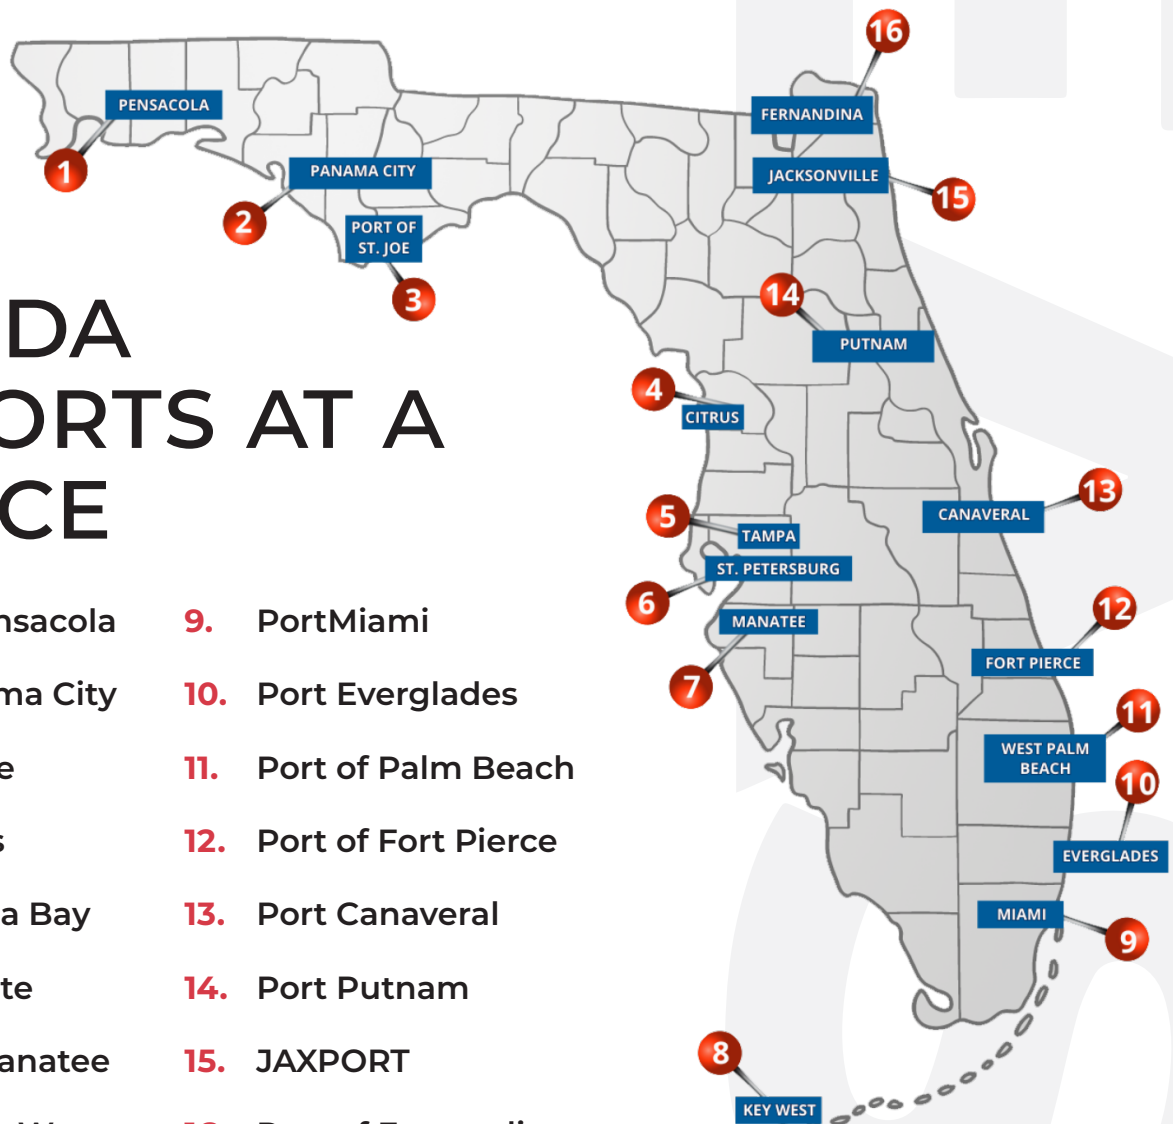 DA
ORTS AT A
CE
nsacola
ma City
e
s
a Bay
te
anatee
9. PortMiami
10. Port Everglades
11. Port of Palm Beach
12. Port of Fort Pierce
13. Port Canaveral
14. Port Putnam
15. JAXPORT
16
FERNANDINA
PENSACOLA
1
PANAMA CITY
2
JACKSONVILLE
15
PORT OF
ST. JOE
3
14
PUTNAM
4
CITRUS
13
CANAVERAL
5
TAMPA
ST. PETERSBURG
6
MANATEE
7
12
FORT PIERCE
11
WEST PALM
BEACH
10
EVERGLADES
MIAMI
9
8
KEY WEST